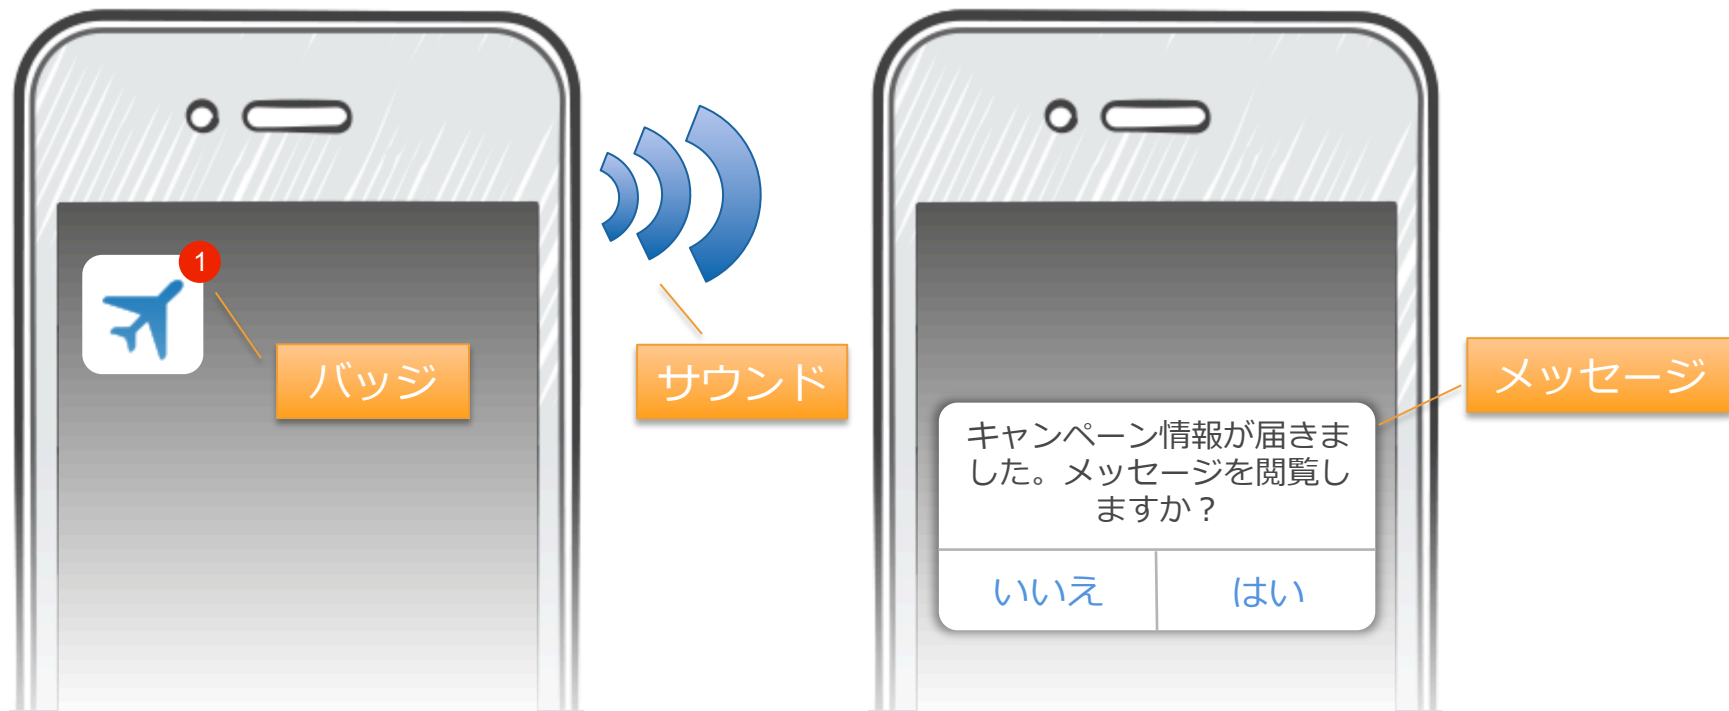 1
バッジ
サウンド
メッセージ
キャンペーン情報が届きま
した。メッセージを閲覧し
ますか？
いいえ
はい